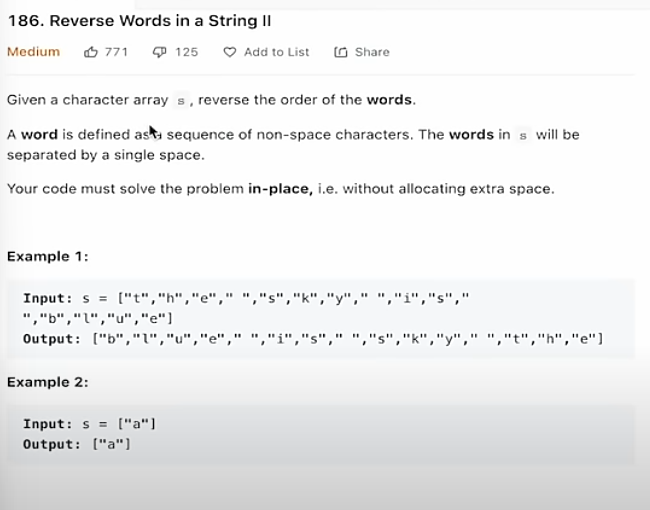 186. Reverse Words in a String II
Medium 771 125 Add to List Share
Given a character array s , reverse the order of the words.
A word is defined as a sequence of non-space characters. The words in s will be
separated by a single space.
Your code must solve the problem in-place, i.e. without allocating extra space.
Example 1:
Input: s = ["t","h","e"," ","s","k","y"," ","i","s","
","b","l","u","e"]
Output: ["b","l","u","e"," ","i","s"," ","s","k","y"," ","t","h","e"]
Example 2:
Input: s = ["a"]
Output: ["a"]